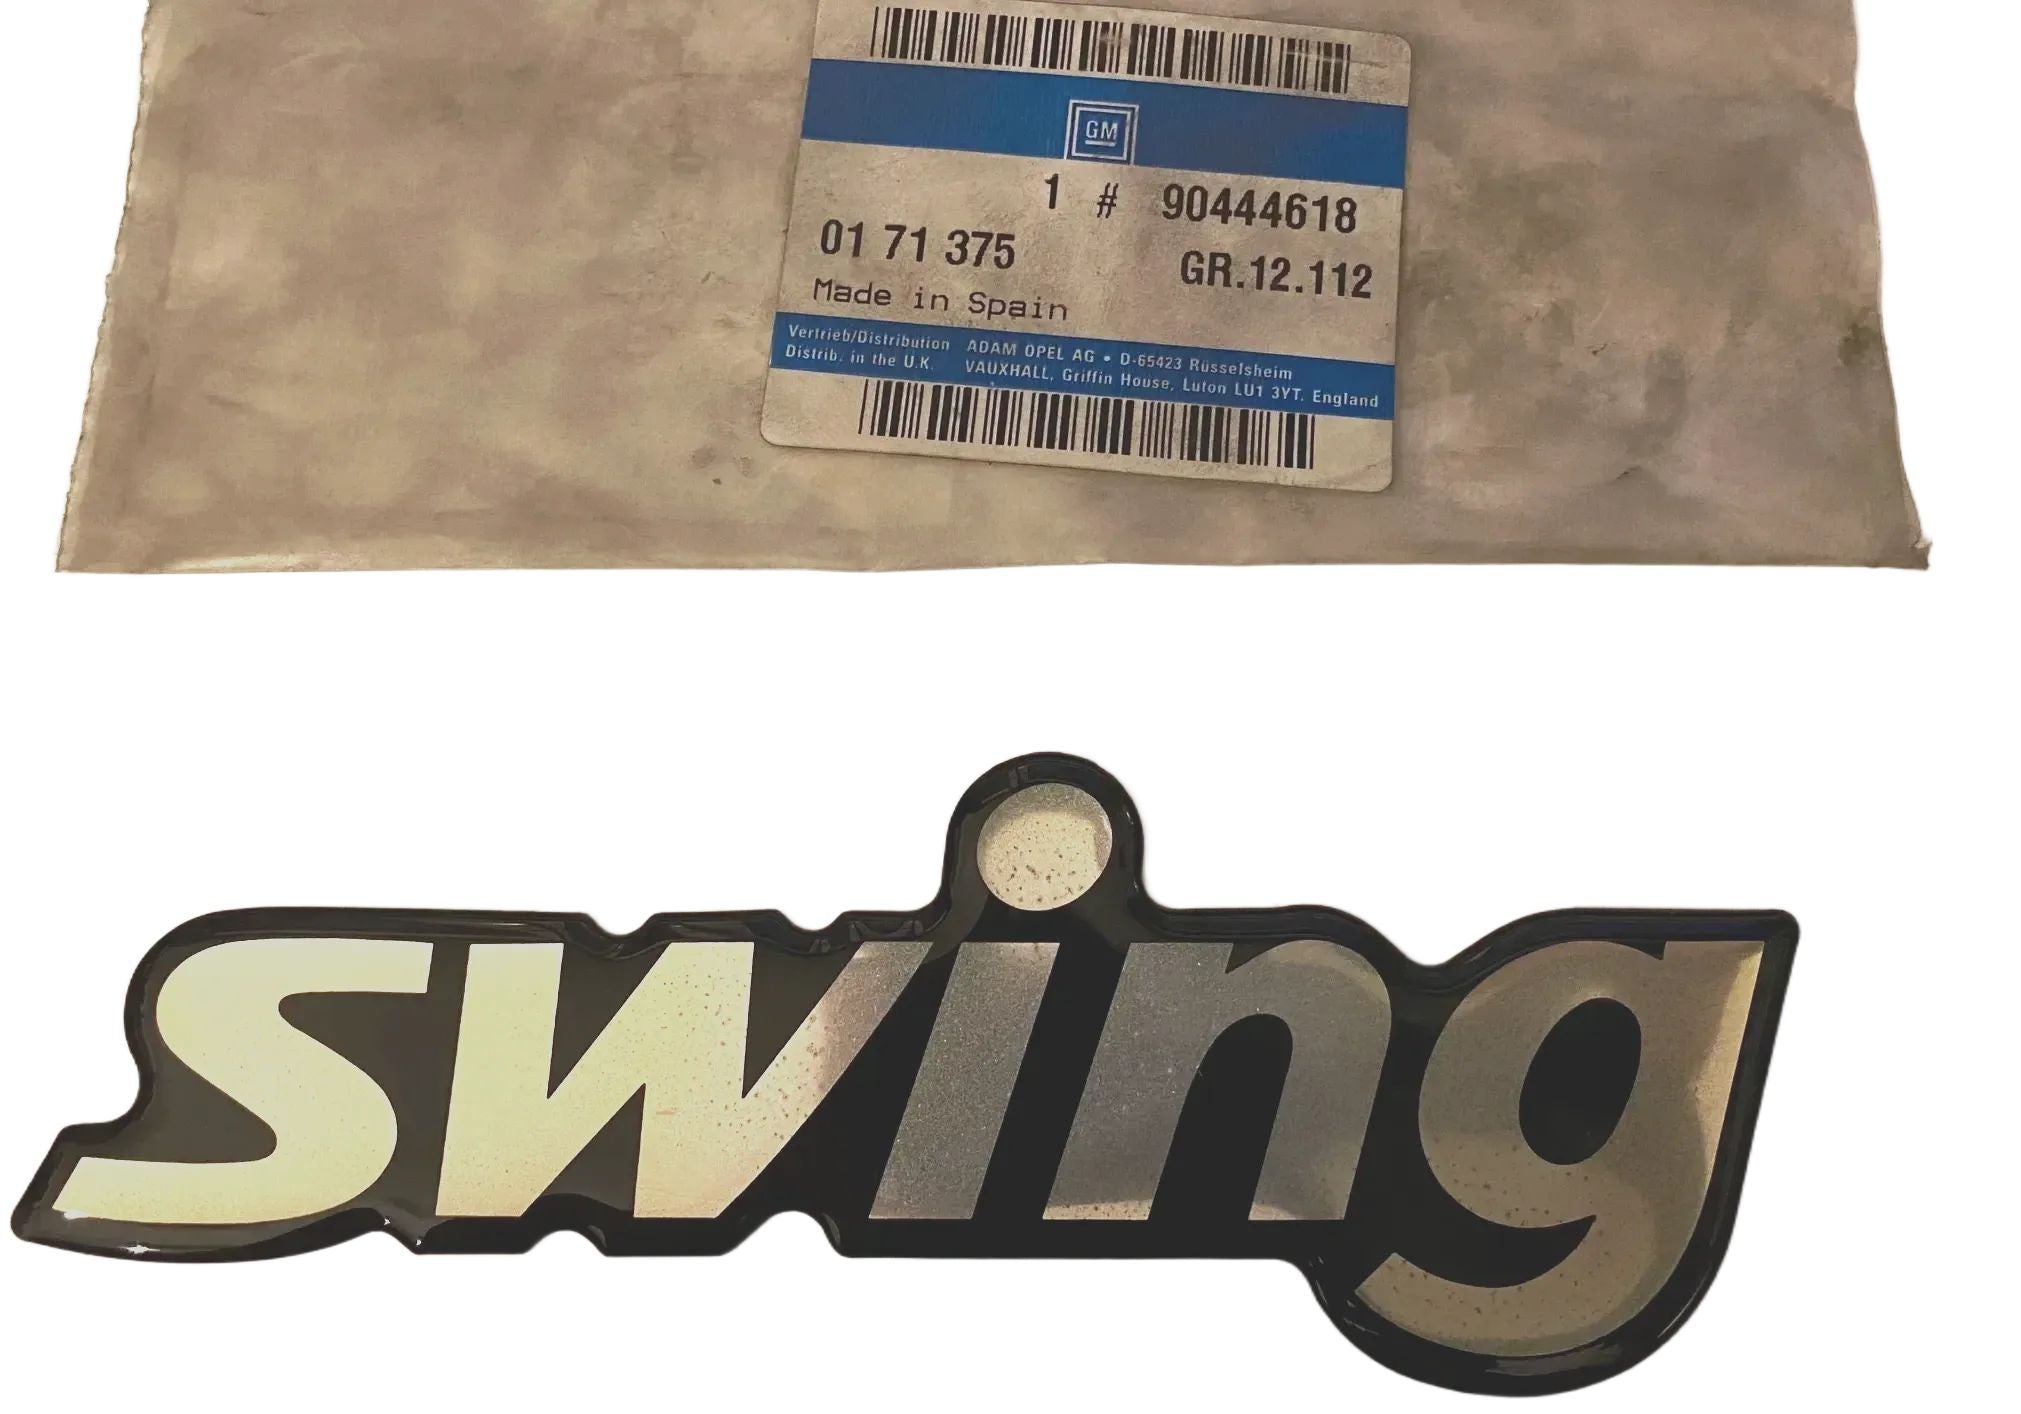 GM
1 # 90444618
01 71 375 GR.12.112
Made in Spain
Vertrieb/Distribution ADAM OPEL AG • D-65423 Rüsselsheim
Distrib. in the U.K. VAUXHALL, Griffin House, Luton LU1 3YT. England
swing